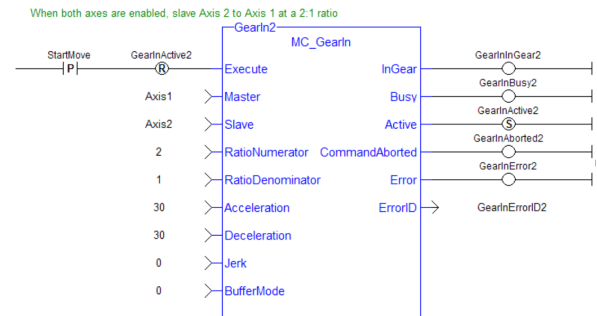 When both axes are enabled, slave Axis 2 to Axis 1 at a 2:1 ratio
GearIn2
MC_GearIn
StartMove GearInActive2 GearInInGear2
P R Execute InGear
GearInBusy2
Axis1 Master Busy
GearInActive2
Axis2 Slave Active S
GearInAborted2
2 RatioNumerator CommandAborted
GearInError2
1 RatioDenominator Error
30 Acceleration ErrorID GearInErrorID2
30 Deceleration
0 Jerk
0 BufferMode